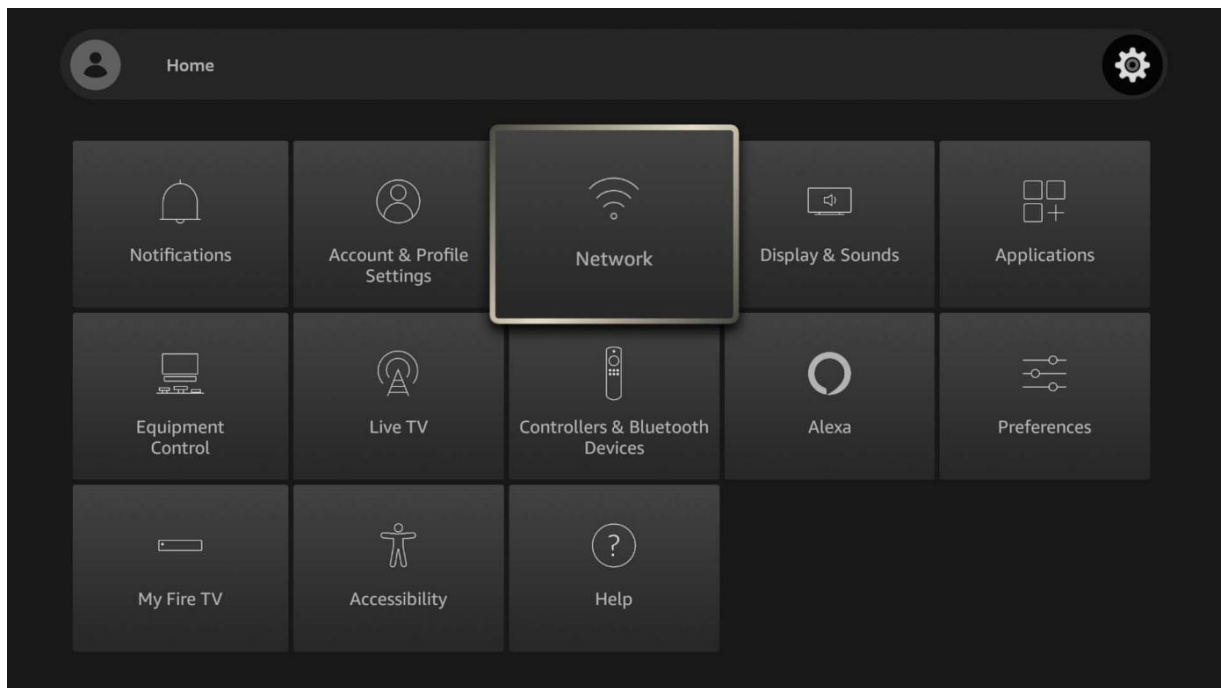 Home
Notifications
Account & Profile
Settings
Network
Display & Sounds
Applications
Equipment
Control
Live TV
Controllers & Bluetooth
Devices
Alexa
Preferences
My Fire TV
Accessibility
?
Help